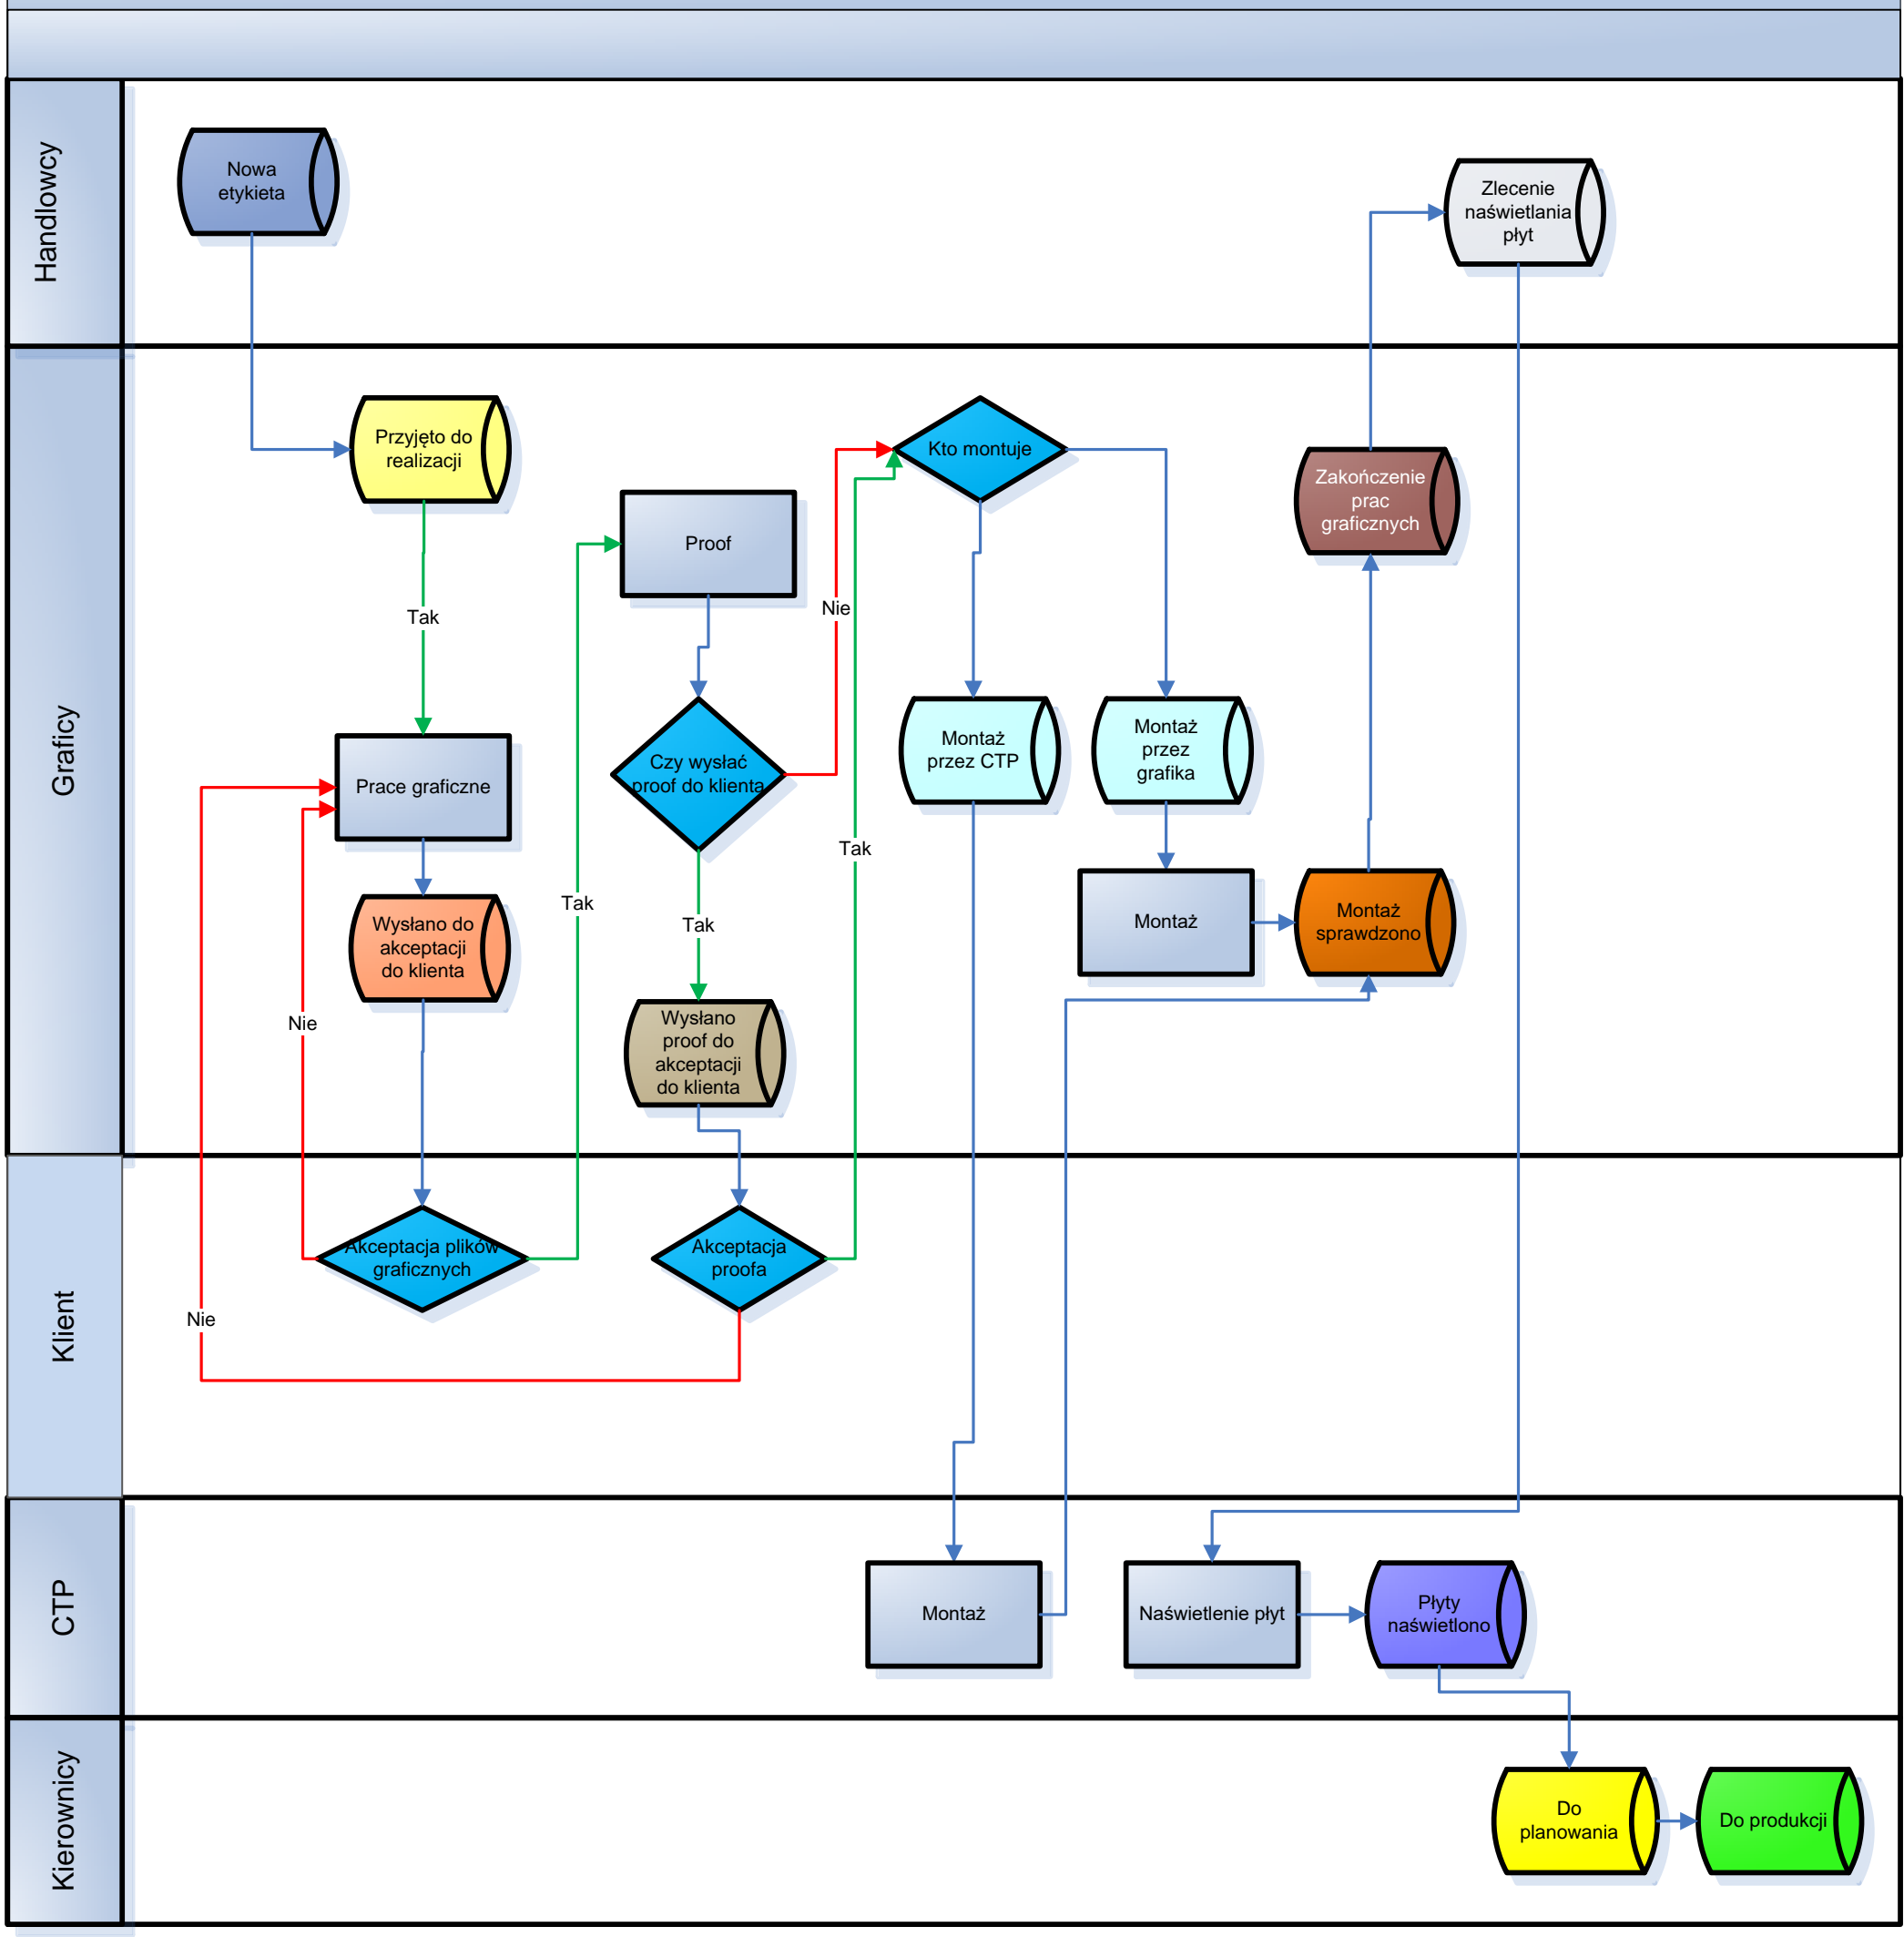 Handlowcy
Nowa
etykieta
Zlecenie
naświetlania
płyt
Graficy
Przyjęto do
realizacji
Tak
Prace graficzne
Wysłano do
akceptacji
do klienta
Nie
Tak
Proof
Czy wysłać
proof do klienta
Nie
Tak
Wysłano
proof do
akceptacji
do klienta
Tak
Kto montuje
Montaż
przez CTP
Montaż
przez
grafika
Montaż
Montaż
sprawdzono
Zakończenie
prac
graficznych
Klient
Akceptacja plików
graficznych
Akceptacja
proofa
Nie
CTP
Montaż
Naświetlenie płyt
Płyty
naświetlono
Kierownicy
Do
planowania
Do produkcji